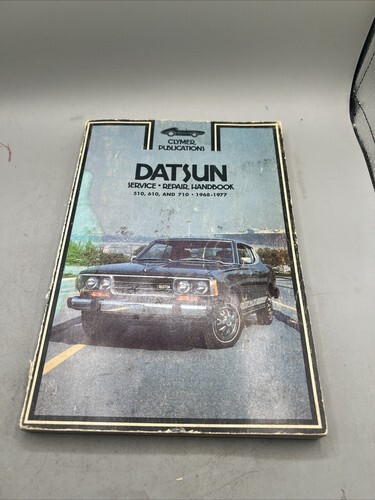 CLYMER
PUBLICATIONS
DATSUN
SERVICE • REPAIR, HANDBOOK
510, 610, AND 710 • 1968-1977